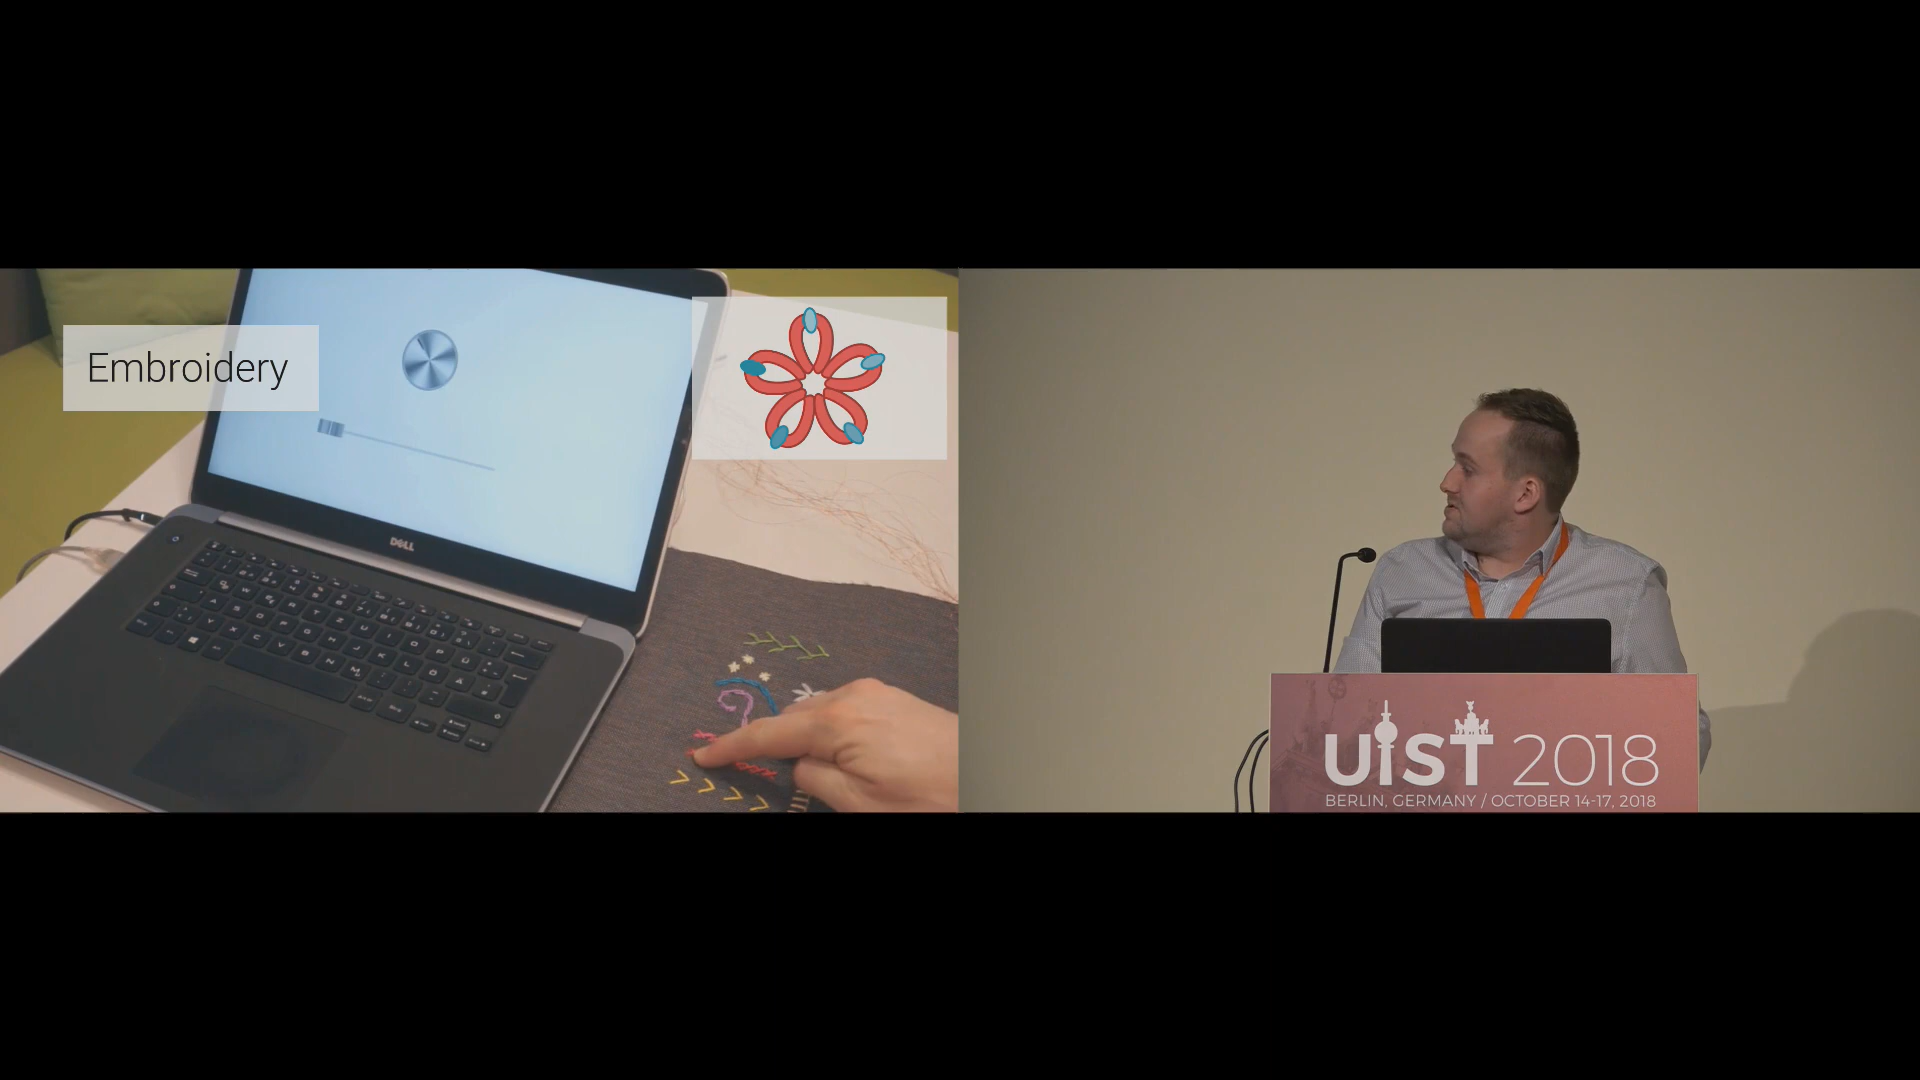 Embroidery
DELL
UIST 2018
BERLIN, GERMANY / OCTOBER 14-17, 2018